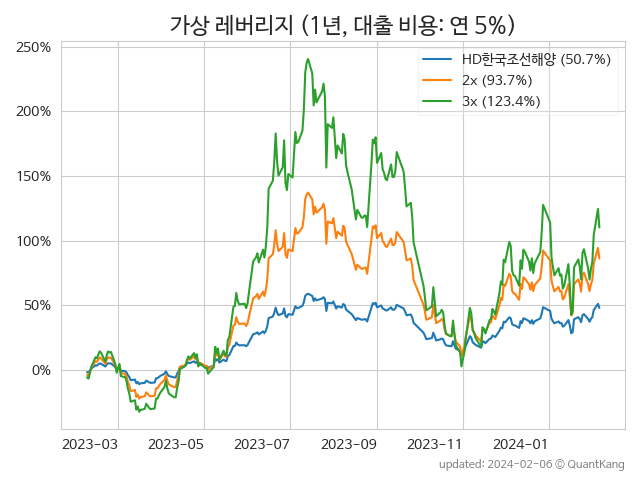 가상 레버리지 (1년, 대출 비용: 연 5%)
HD한국조선해양 (50.7%)
2x (93.7%)
3x (123.4%)
250%
200%
150%
100%
50%
0%
2023-03 2023-05 2023-07 2023-09 2023-11 2024-01
updated: 2024-02-06 © QuantKang